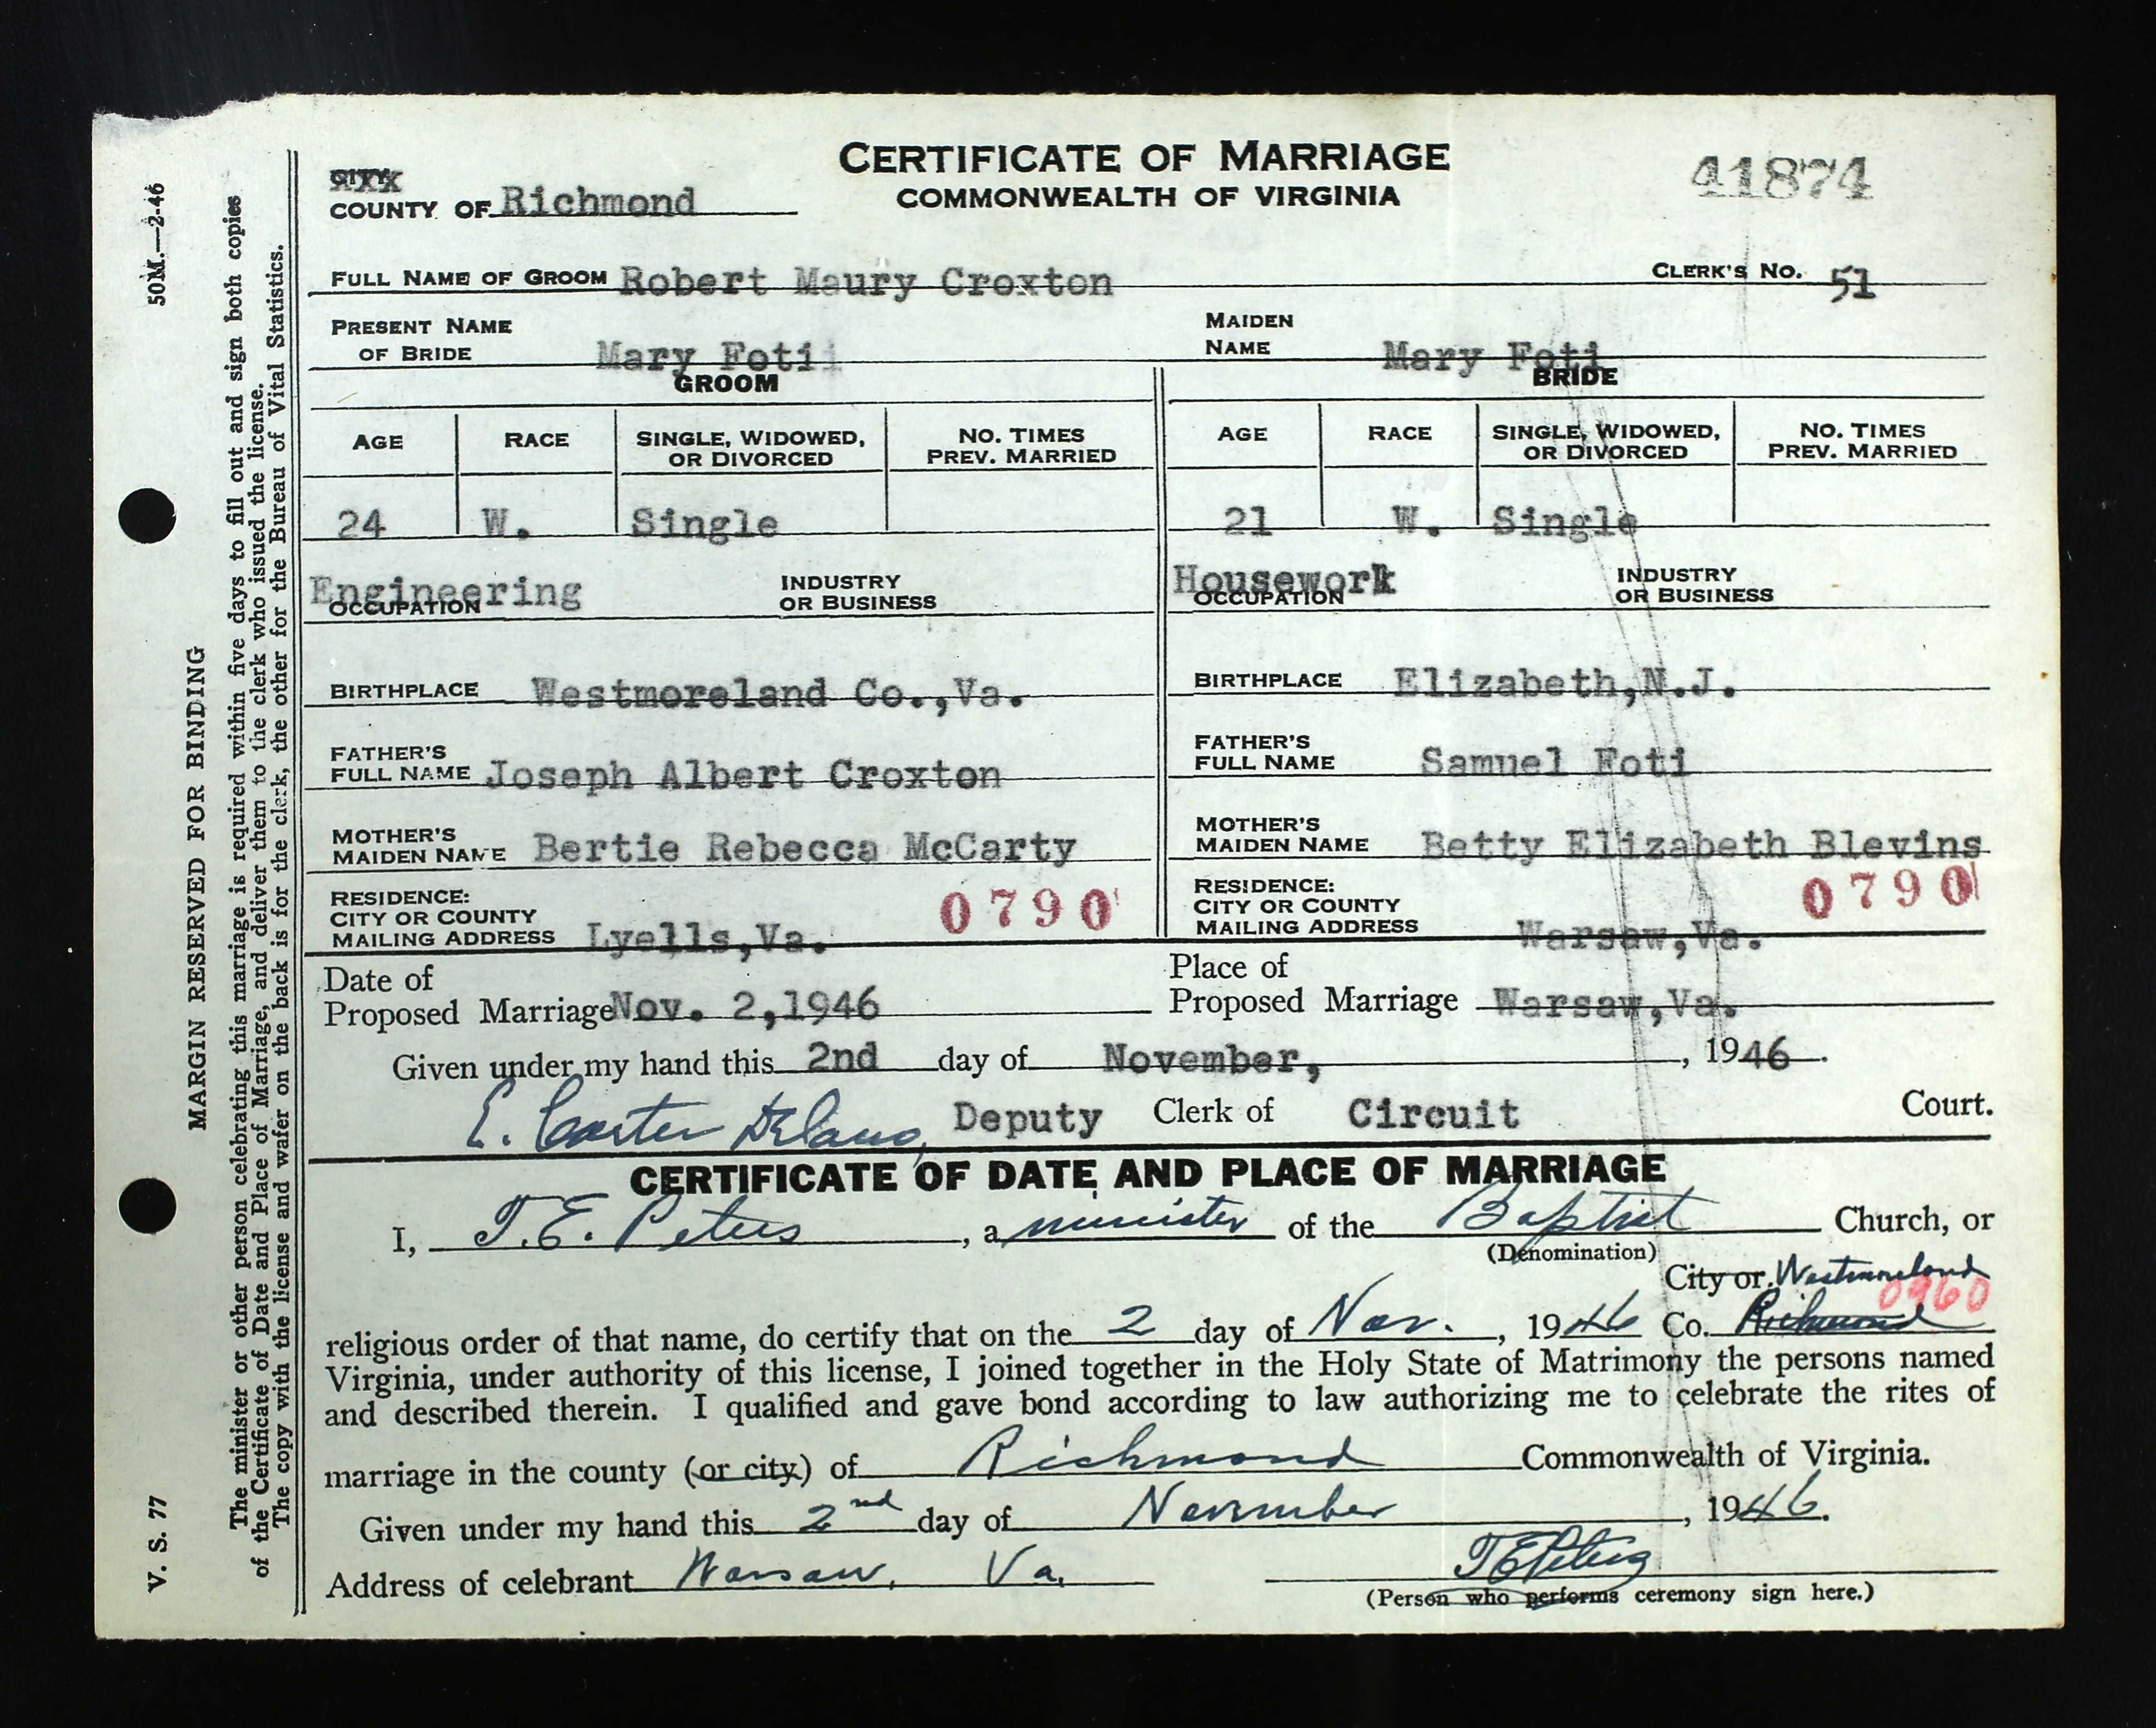 CERTIFICATE OF MARRIAGE
COMMONWEALTH OF VIRGINIA
41874
CITY
XXX
COUNTY OF Richmond
FULL NAME OF GROOM Robert Maury Croxton CLERK'S No. 51
PRESENT NAME OF BRIDE Mary Foti MAIDEN NAME Mary Foti
GROOM BRIDE
AGE RACE SINGLE, WIDOWED, OR DIVORCED NO. TIMES PREV. MARRIED AGE RACE SINGLE, WIDOWED, OR DIVORCED NO. TIMES PREV. MARRIED
24 W. Single 21 W. Single
Engineering Housework
OCCUPATION INDUSTRY OR BUSINESS OCCUPATION INDUSTRY OR BUSINESS
BIRTHPLACE Westmoreland Co.,Va. BIRTHPLACE Elizabeth,N.J.
FATHER'S FULL NAME Joseph Albert Croxton FATHER'S FULL NAME Samuel Foti
MOTHER'S MAIDEN NAME Bertie Rebecca McCarty MOTHER'S MAIDEN NAME Betty Elizabeth Blevins
RESIDENCE: 0790 RESIDENCE: 0790
CITY OR COUNTY CITY OR COUNTY
MAILING ADDRESS Lyells,Va. MAILING ADDRESS Warsaw,Va.
Date of Proposed Marriage Nov. 2,1946 Place of Proposed Marriage Warsaw,Va.
Given under my hand this 2nd day of November, , 1946.
E. Carter Delano, Deputy Clerk of Circuit Court.
CERTIFICATE OF DATE AND PLACE OF MARRIAGE
I, T. E. Peters, a minister of the Baptist Church, or
(Denomination)
City or Westmoreland
0960
religious order of that name, do certify that on the 2 day of Nov. , 1946 Co. Richmond
Virginia, under authority of this license, I joined together in the Holy State of Matrimony the persons named
and described therein. I qualified and gave bond according to law authorizing me to celebrate the rites of
marriage in the county (or city) of Richmond Commonwealth of Virginia.
Given under my hand this 2nd day of November , 1946.
Address of celebrant Warsaw, Va. T E Peters
(Person who performs ceremony sign here.)
V. S. 77
MARGIN RESERVED FOR BINDING
50M.—2-46
The minister or other person celebrating this marriage is required within five days to fill out and sign both copies
of the Certificate of Date and Place of Marriage, and deliver them to the clerk who issued the license.
The copy with the license and wafer on the back is for the clerk, the other for the Bureau of Vital Statistics.